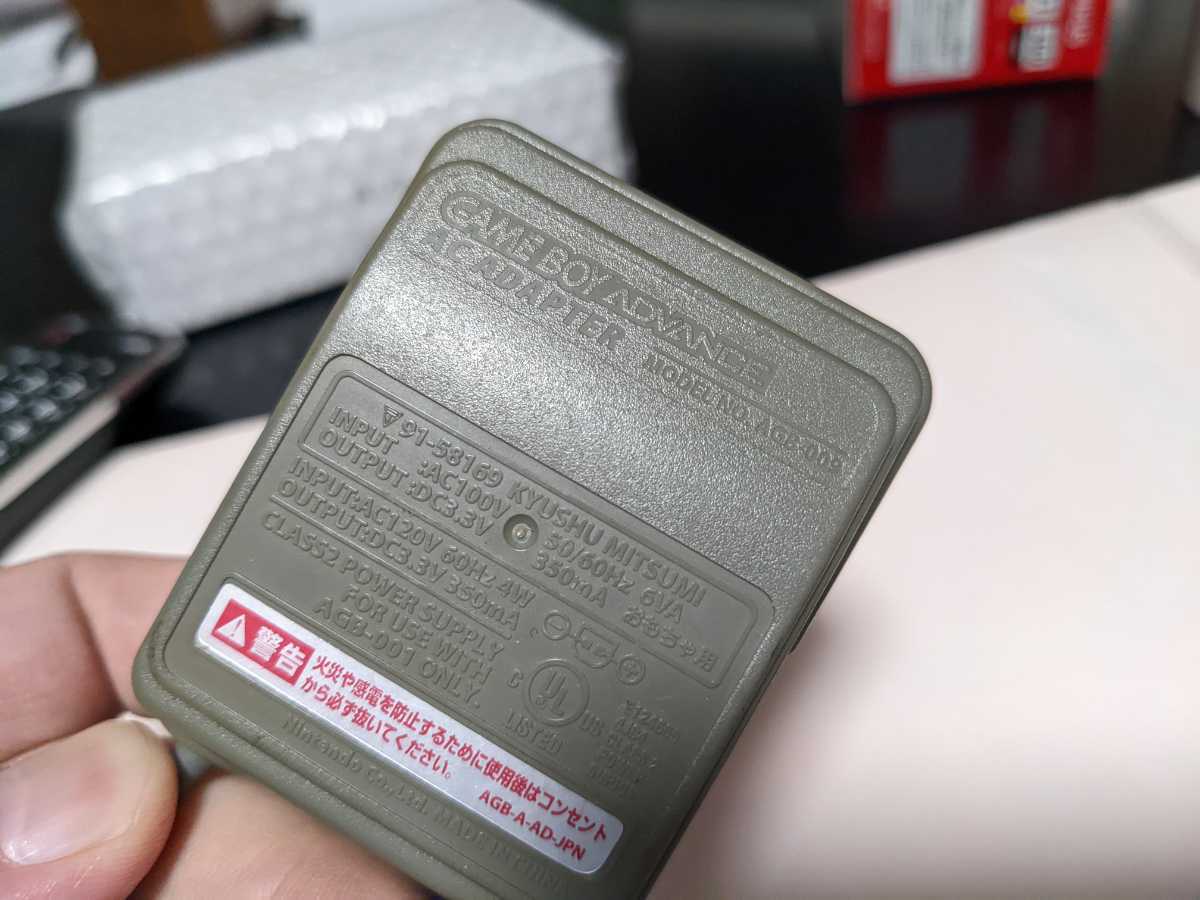 GAME BOY ADVANCE
AC ADAPTER MODEL NO. AGB-009
91-58169 KYUSHU MITSUMI
INPUT :AC100V 50/60Hz 6VA
OUTPUT :DC3.3V 350mA おもちゃ用
INPUT:AC120V 60Hz 4W
OUTPUT:DC3.3V 350mA
CLASS2 POWER SUPPLY
FOR USE WITH
AGB-001 ONLY.
C UL US
LISTED
警告
火災や感電を防止するために使用後はコンセント
から必ず抜いてください。
AGB-A-AD-JPN
Nintendo Co.,Ltd. MADE IN CHINA